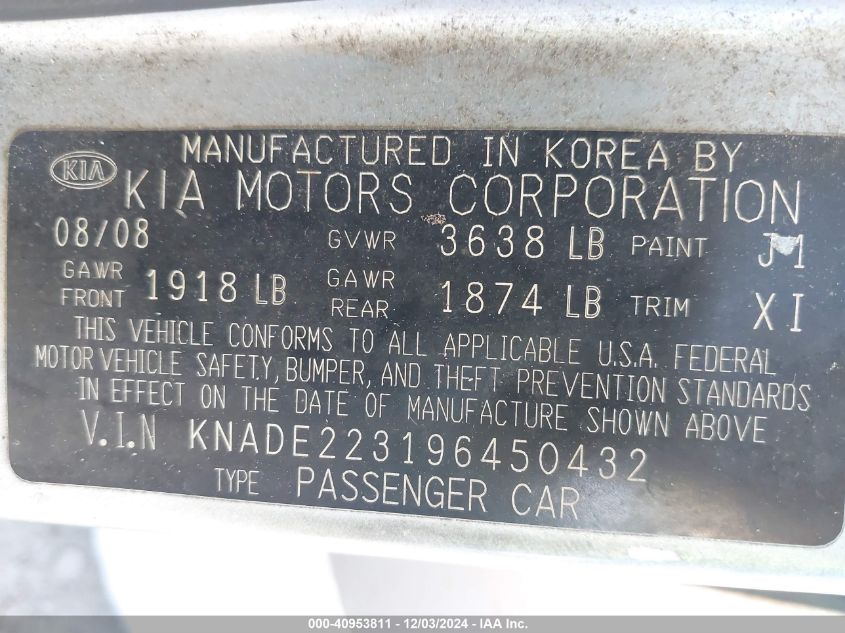 KIA MANUFACTURED IN KOREA BY
KIA MOTORS CORPORATION
08/08 GVWR 3638 LB PAINT J1
GAWR FRONT 1918 LB GAWR REAR 1874 LB TRIM XI
THIS VEHICLE CONFORMS TO ALL APPLICABLE U.S.A. FEDERAL
MOTOR VEHICLE SAFETY, BUMPER, AND THEFT PREVENTION STANDARDS
IN EFFECT ON THE DATE OF MANUFACTURE SHOWN ABOVE
V.I.N KNADE223196450432
TYPE PASSENGER CAR
000-40953811 - 12/03/2024 - KS - KANSAS CITY